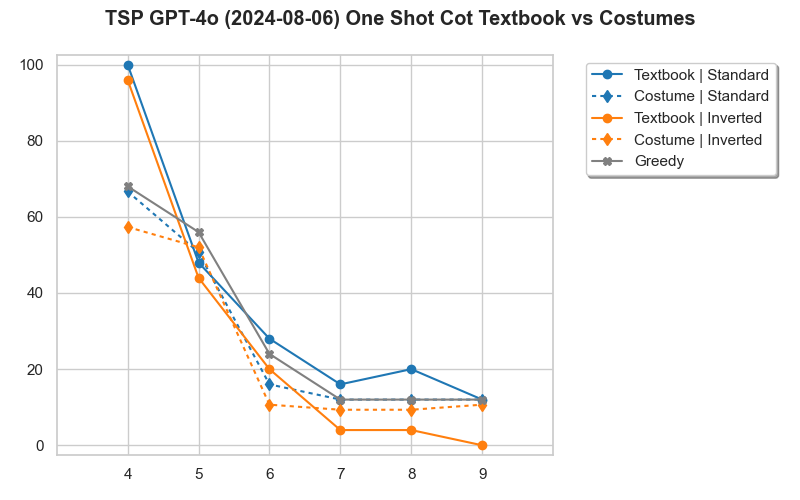 TSP GPT-4o (2024-08-06) One Shot Cot Textbook vs Costumes
100
80
60
40
20
0
4 5 6 7 8 9
Textbook | Standard
Costume | Standard
Textbook | Inverted
Costume | Inverted
Greedy